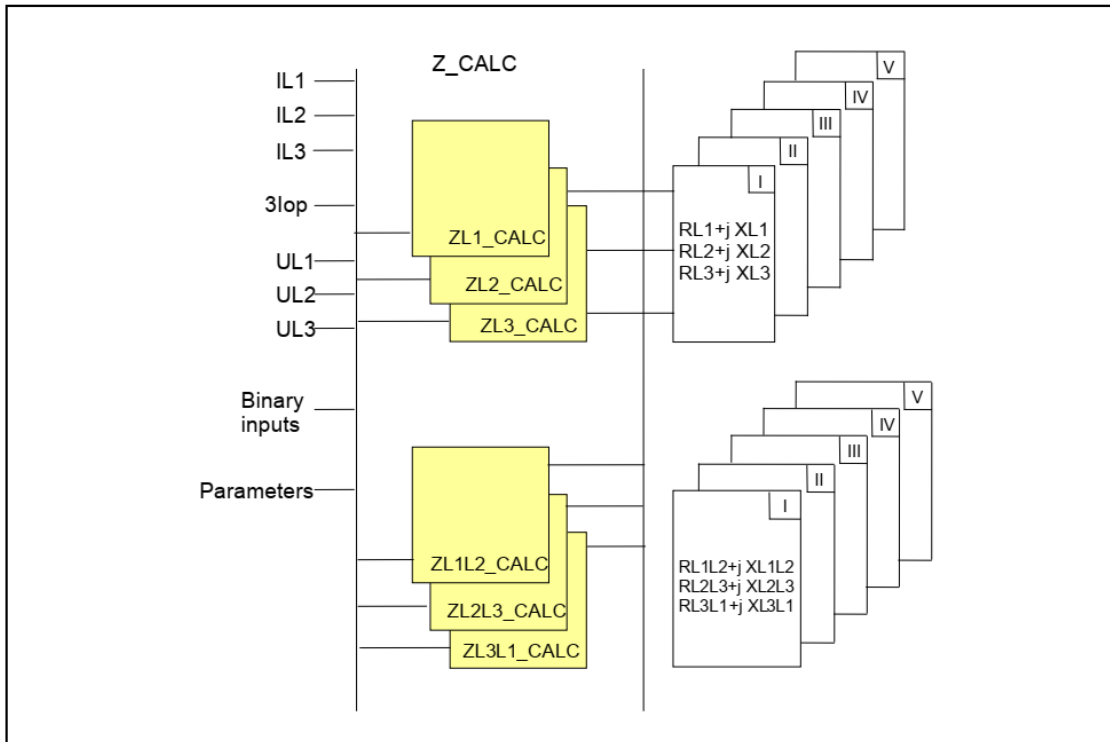 Z_CALC
IL1
IL2
IL3
3Iop
UL1
UL2
UL3
Binary
inputs
Parameters
ZL1_CALC
ZL2_CALC
ZL3_CALC
V
IV
III
II
I
RL1+j XL1
RL2+j XL2
RL3+j XL3
ZL1L2_CALC
ZL2L3_CALC
ZL3L1_CALC
V
IV
III
II
I
RL1L2+j XL1L2
RL2L3+j XL2L3
RL3L1+j XL3L1